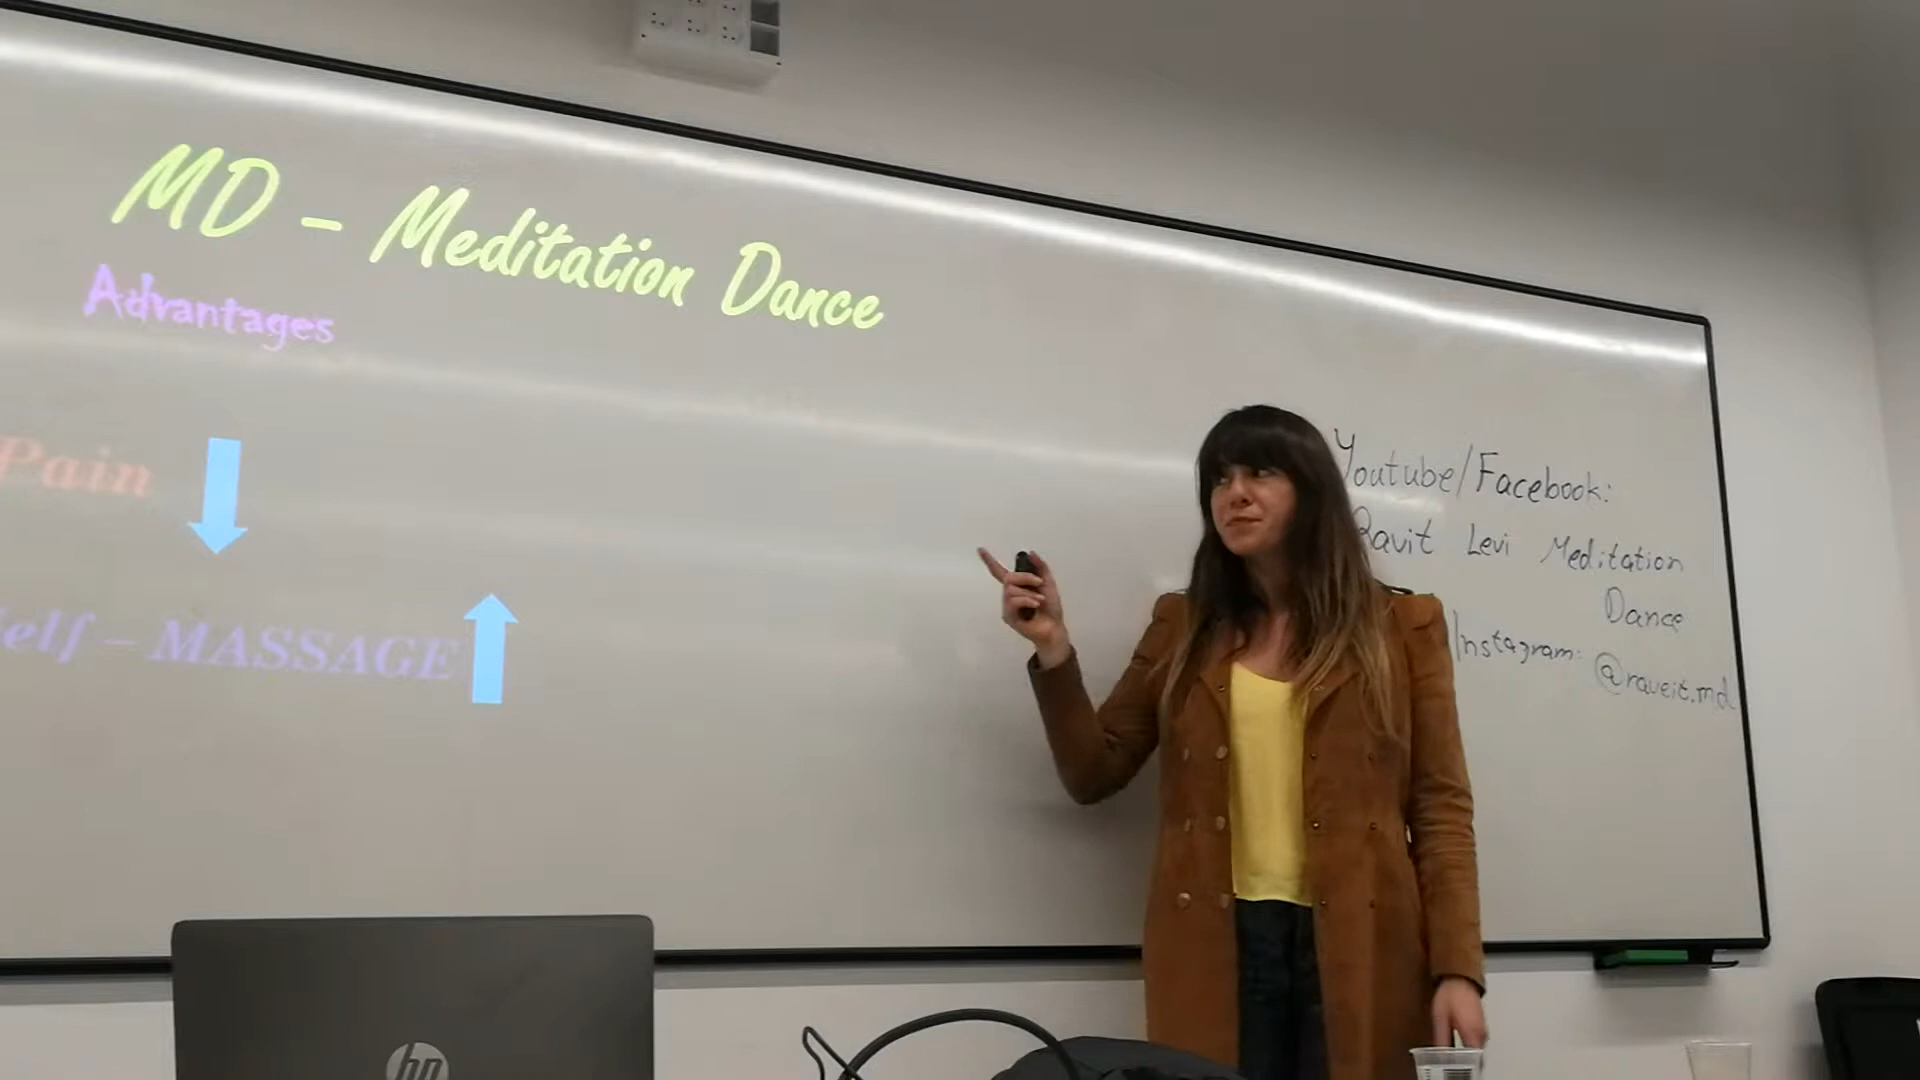 MD - Meditation Dance
Advantages
Pain
elf - MASSAGE
Youtube/Facebook:
Ravit Levi Meditation
Dance
Instagram:
@raveit.md
hp